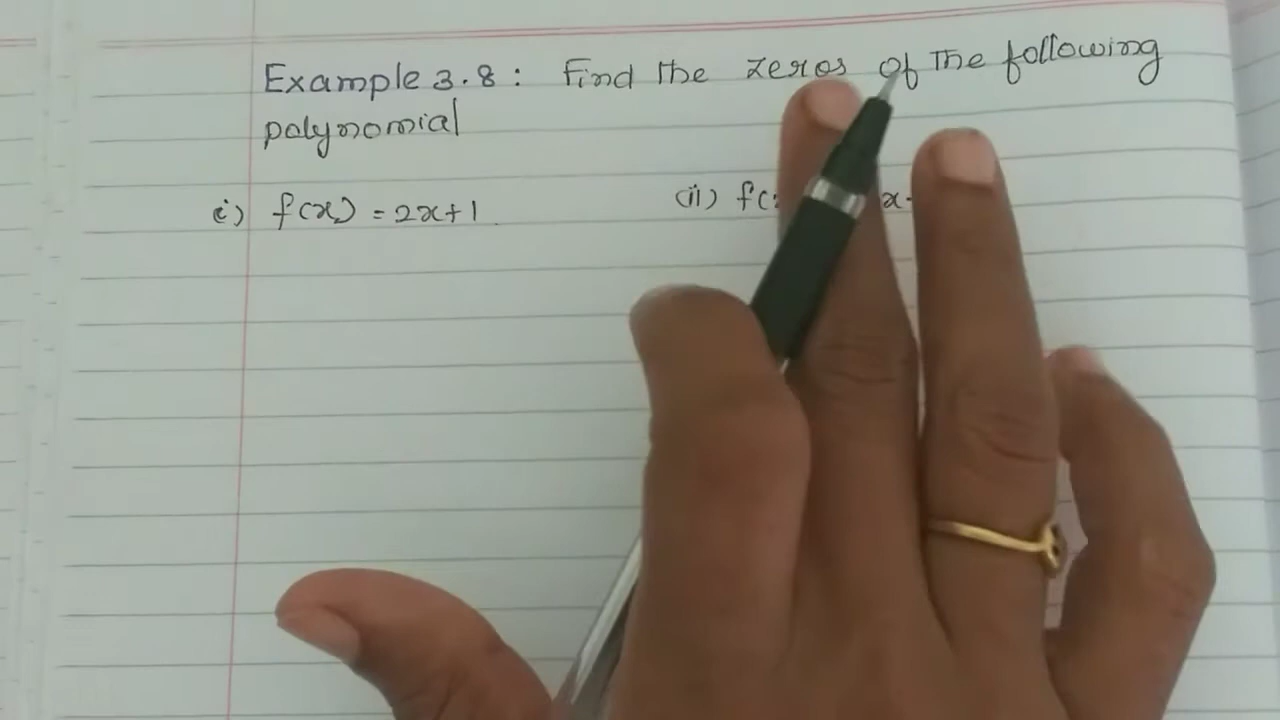 Example 3.8 : Find the zeros of the following
polynomial
(i) f(x) = 2x+1 (ii) f(